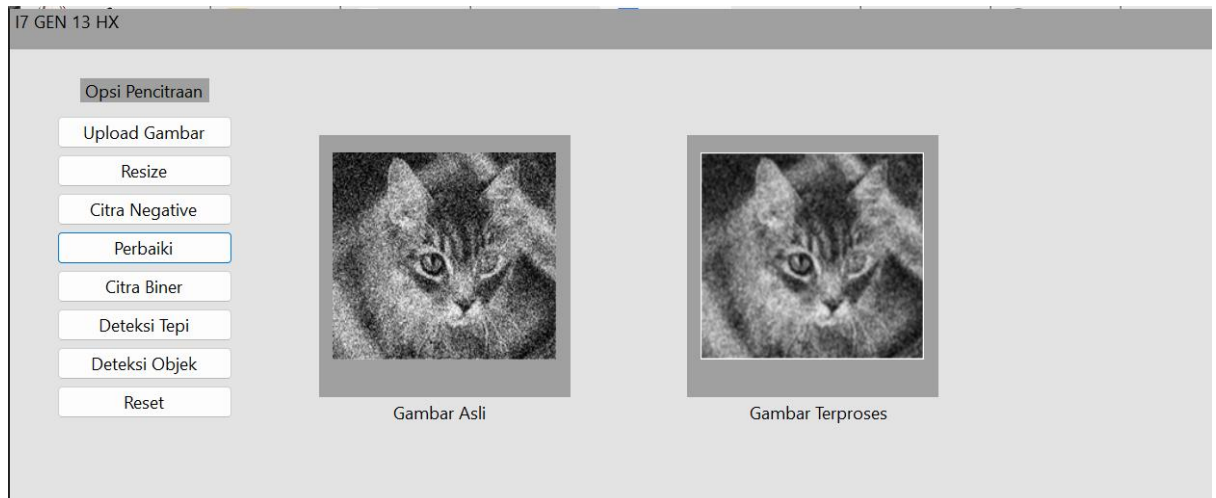 I7 GEN 13 HX
Opsi Pencitraan
Upload Gambar
Resize
Citra Negative
Perbaiki
Citra Biner
Deteksi Tepi
Deteksi Objek
Reset
Gambar Asli
Gambar Terproses